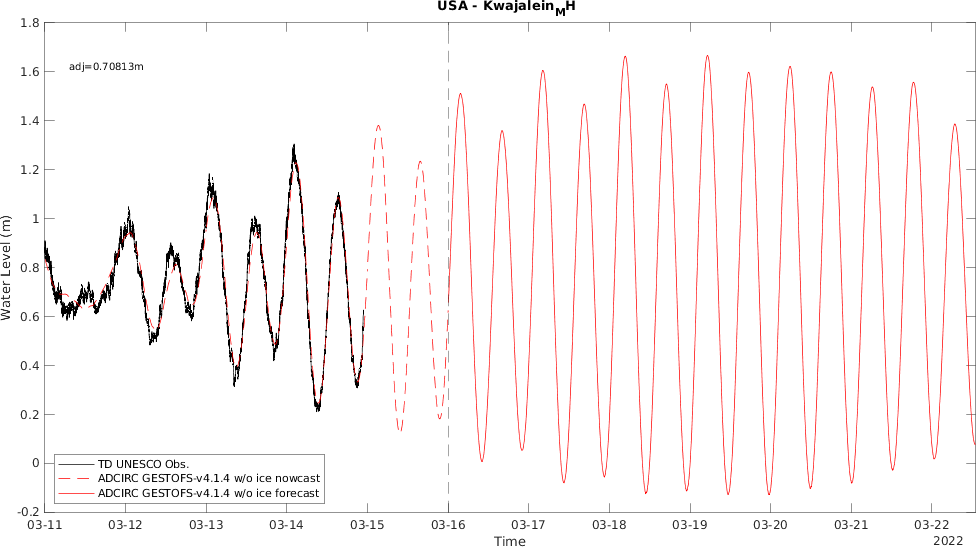 USA - Kwajalein_MH
1.8
1.6
1.4
1.2
1
0.8
0.6
0.4
0.2
0
-0.2
Water Level (m)
adj=0.70813m
TD UNESCO Obs.
ADCIRC GESTOFS-v4.1.4 w/o ice nowcast
ADCIRC GESTOFS-v4.1.4 w/o ice forecast
03-11 03-12 03-13 03-14 03-15 03-16 03-17 03-18 03-19 03-20 03-21 03-22
Time
2022